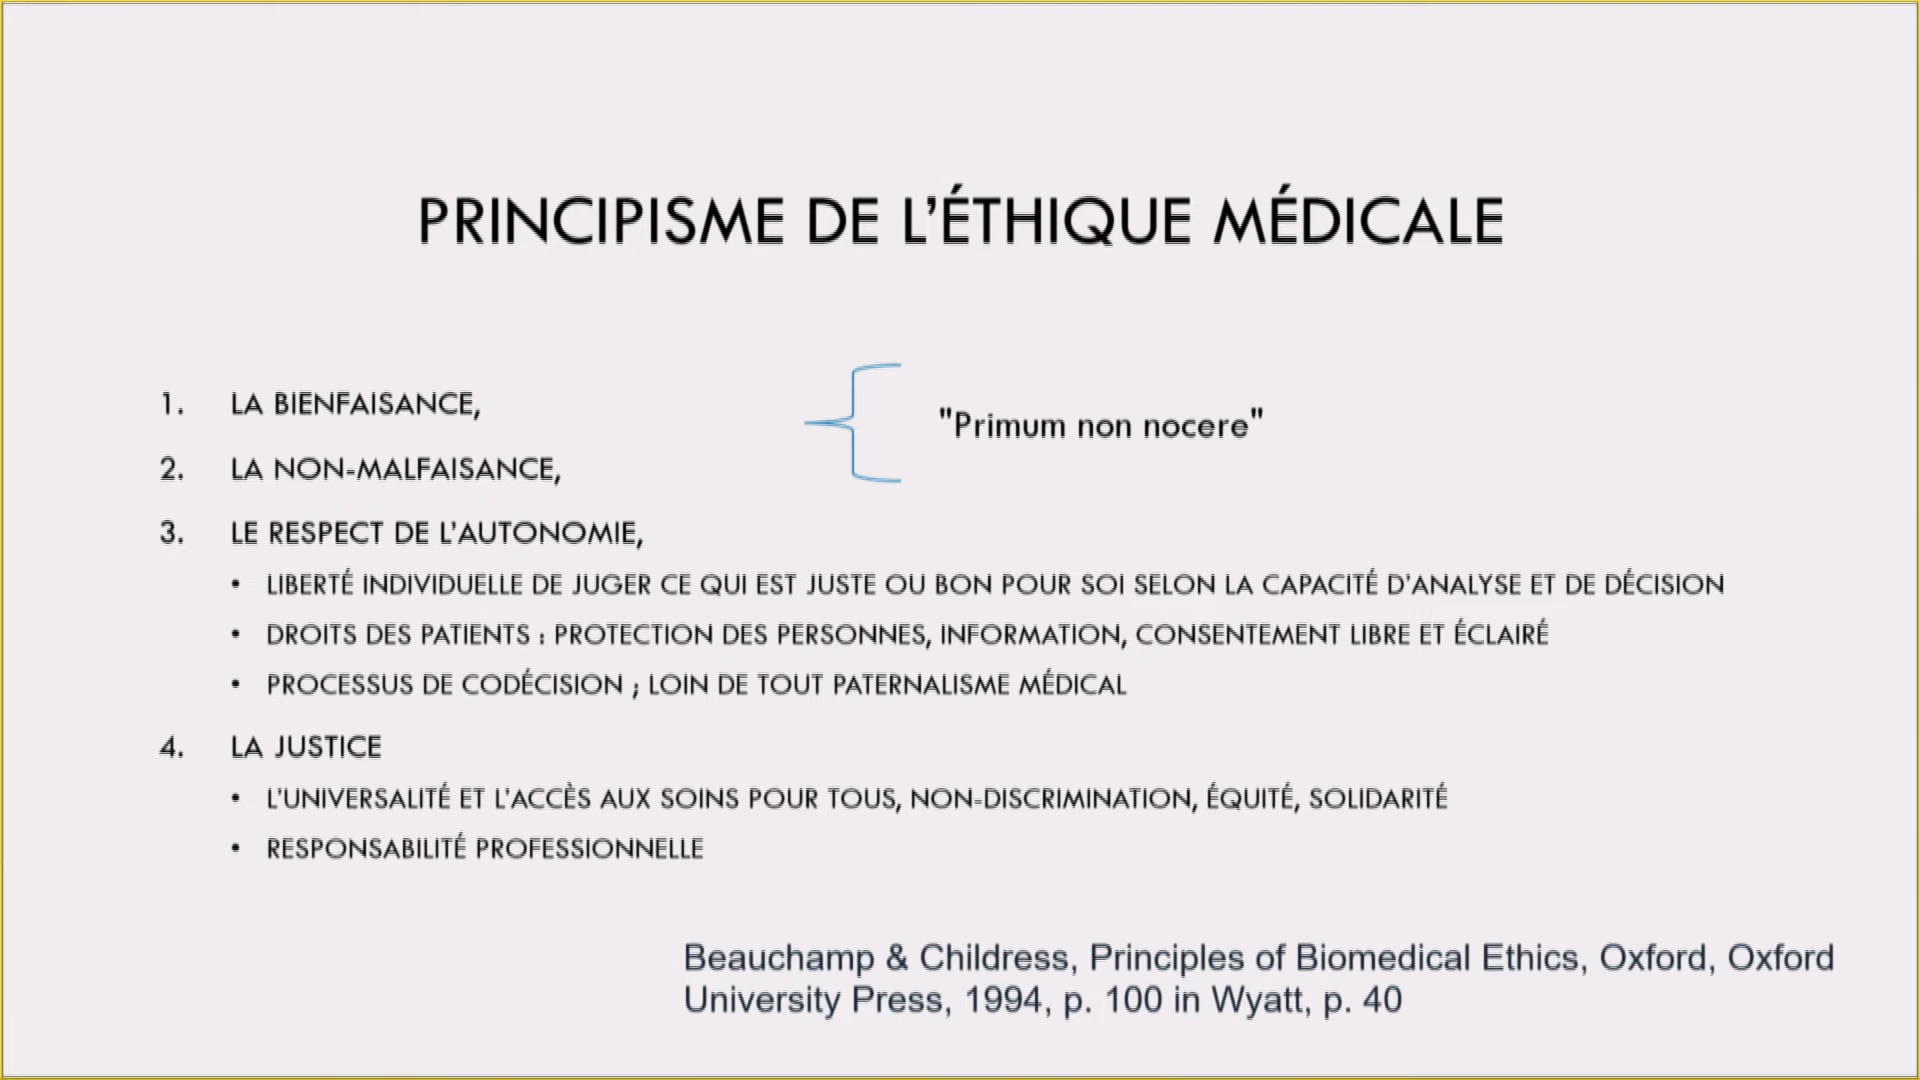 PRINCIPISME DE L'ÉTHIQUE MÉDICALE
1. LA BIENFAISANCE,
"Primum non nocere"
2. LA NON-MALFAISANCE,
3. LE RESPECT DE L'AUTONOMIE,
• LIBERTÉ INDIVIDUELLE DE JUGER CE QUI EST JUSTE OU BON POUR SOI SELON LA CAPACITÉ D'ANALYSE ET DE DÉCISION
• DROITS DES PATIENTS : PROTECTION DES PERSONNES, INFORMATION, CONSENTEMENT LIBRE ET ÉCLAIRÉ
• PROCESSUS DE CODÉCISION ; LOIN DE TOUT PATERNALISME MÉDICAL
4. LA JUSTICE
• L'UNIVERSALITÉ ET L'ACCÈS AUX SOINS POUR TOUS, NON-DISCRIMINATION, ÉQUITÉ, SOLIDARITÉ
• RESPONSABILITÉ PROFESSIONNELLE
Beauchamp & Childress, Principles of Biomedical Ethics, Oxford, Oxford
University Press, 1994, p. 100 in Wyatt, p. 40